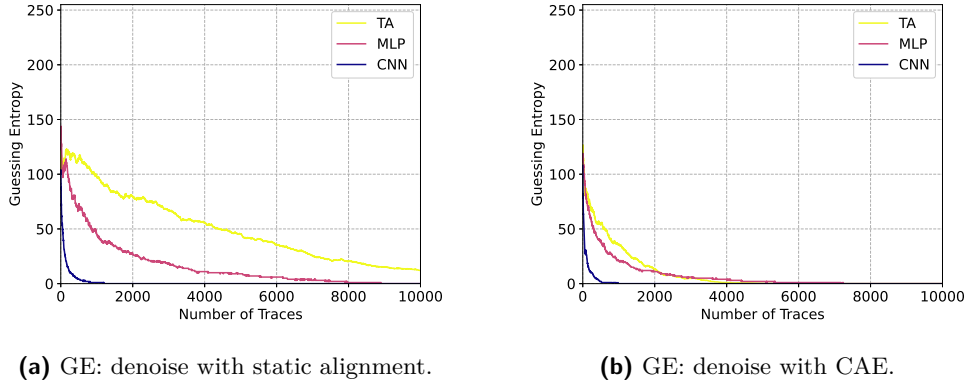 250
200
150
100
50
0
Guessing Entropy
TA
MLP
CNN
0 2000 4000 6000 8000 10000
Number of Traces
(a) GE: denoise with static alignment.
250
200
150
100
50
0
Guessing Entropy
TA
MLP
CNN
0 2000 4000 6000 8000 10000
Number of Traces
(b) GE: denoise with CAE.